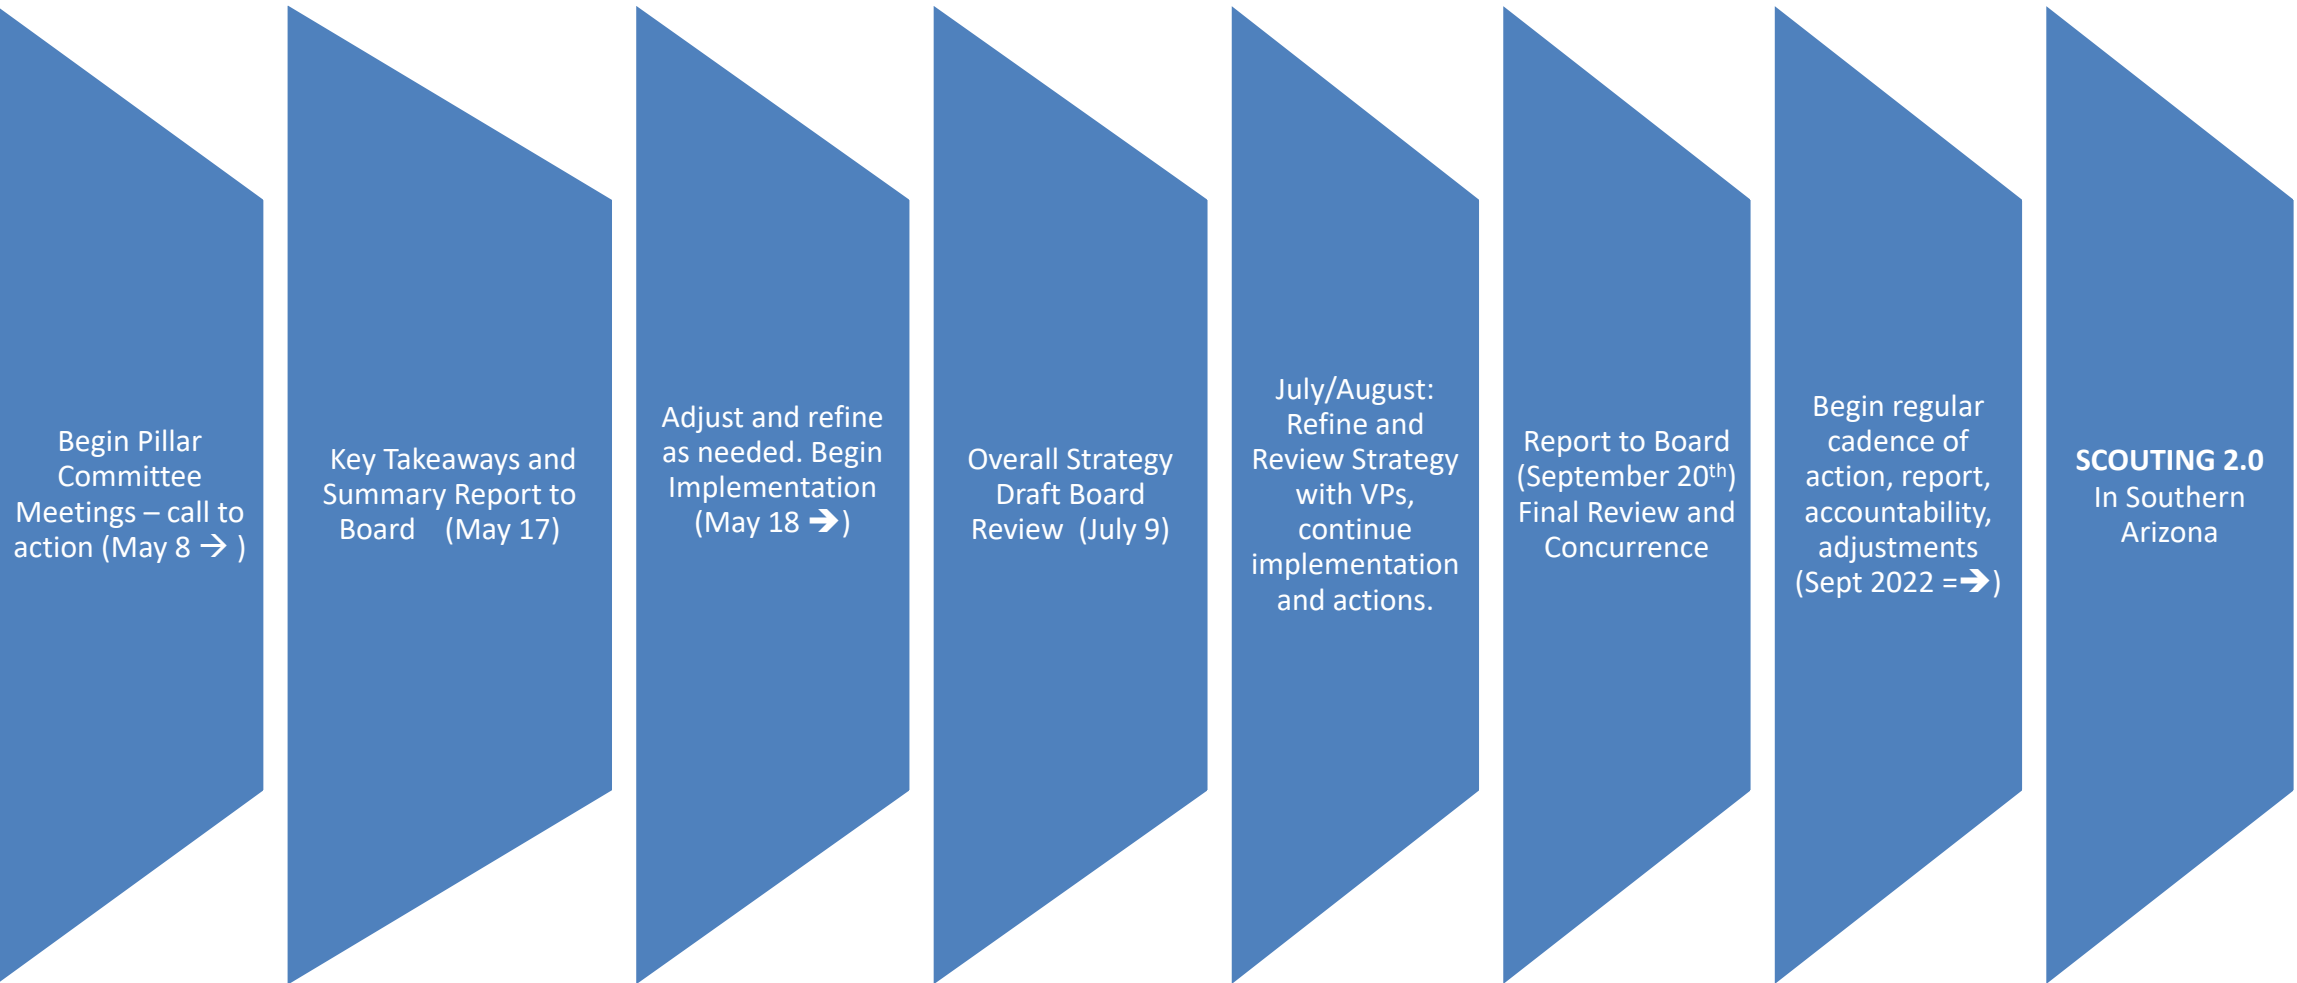 Begin Pillar
Committee
Meetings – call to
action (May 8 → )
Key Takeaways and
Summary Report to
Board (May 17)
Adjust and refine
as needed. Begin
Implementation
(May 18 ➔)
Overall Strategy
Draft Board
Review (July 9)
July/August:
Refine and
Review Strategy
with VPs,
continue
implementation
and actions.
Report to Board
(September 20th)
Final Review and
Concurrence
Begin regular
cadence of
action, report,
accountability,
adjustments
(Sept 2022 =➔)
SCOUTING 2.0
In Southern
Arizona